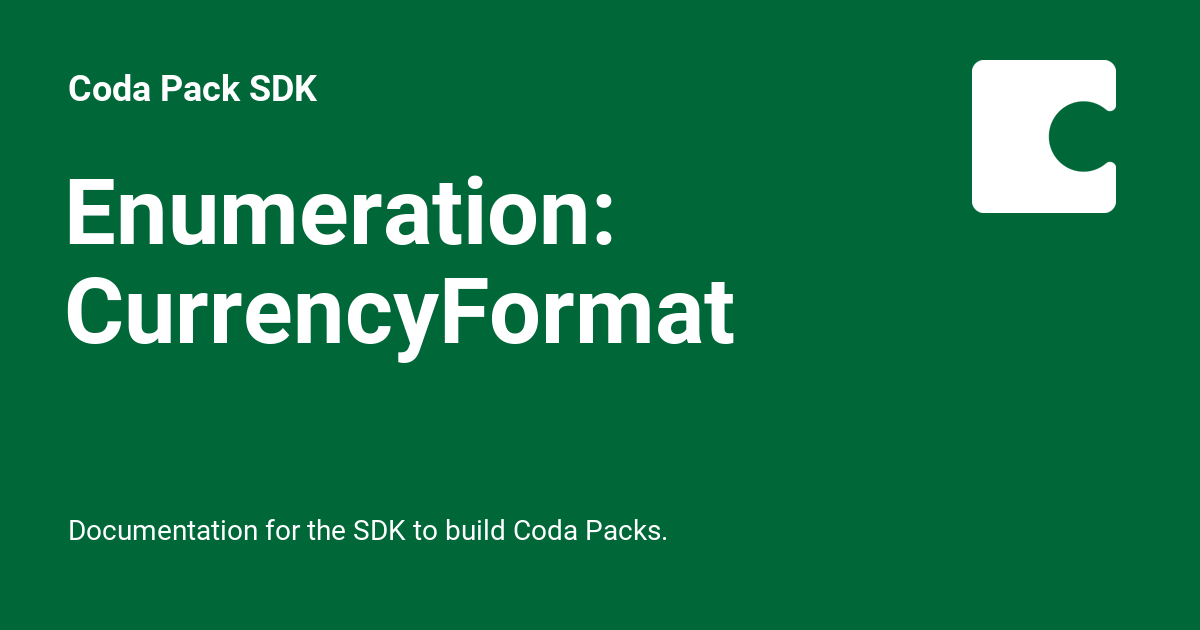 Coda Pack SDK
Enumeration:
CurrencyFormat
Documentation for the SDK to build Coda Packs.